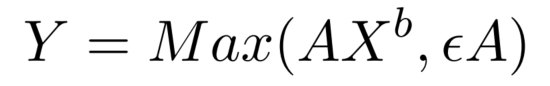 Y = Max(AX^b, ϵA)